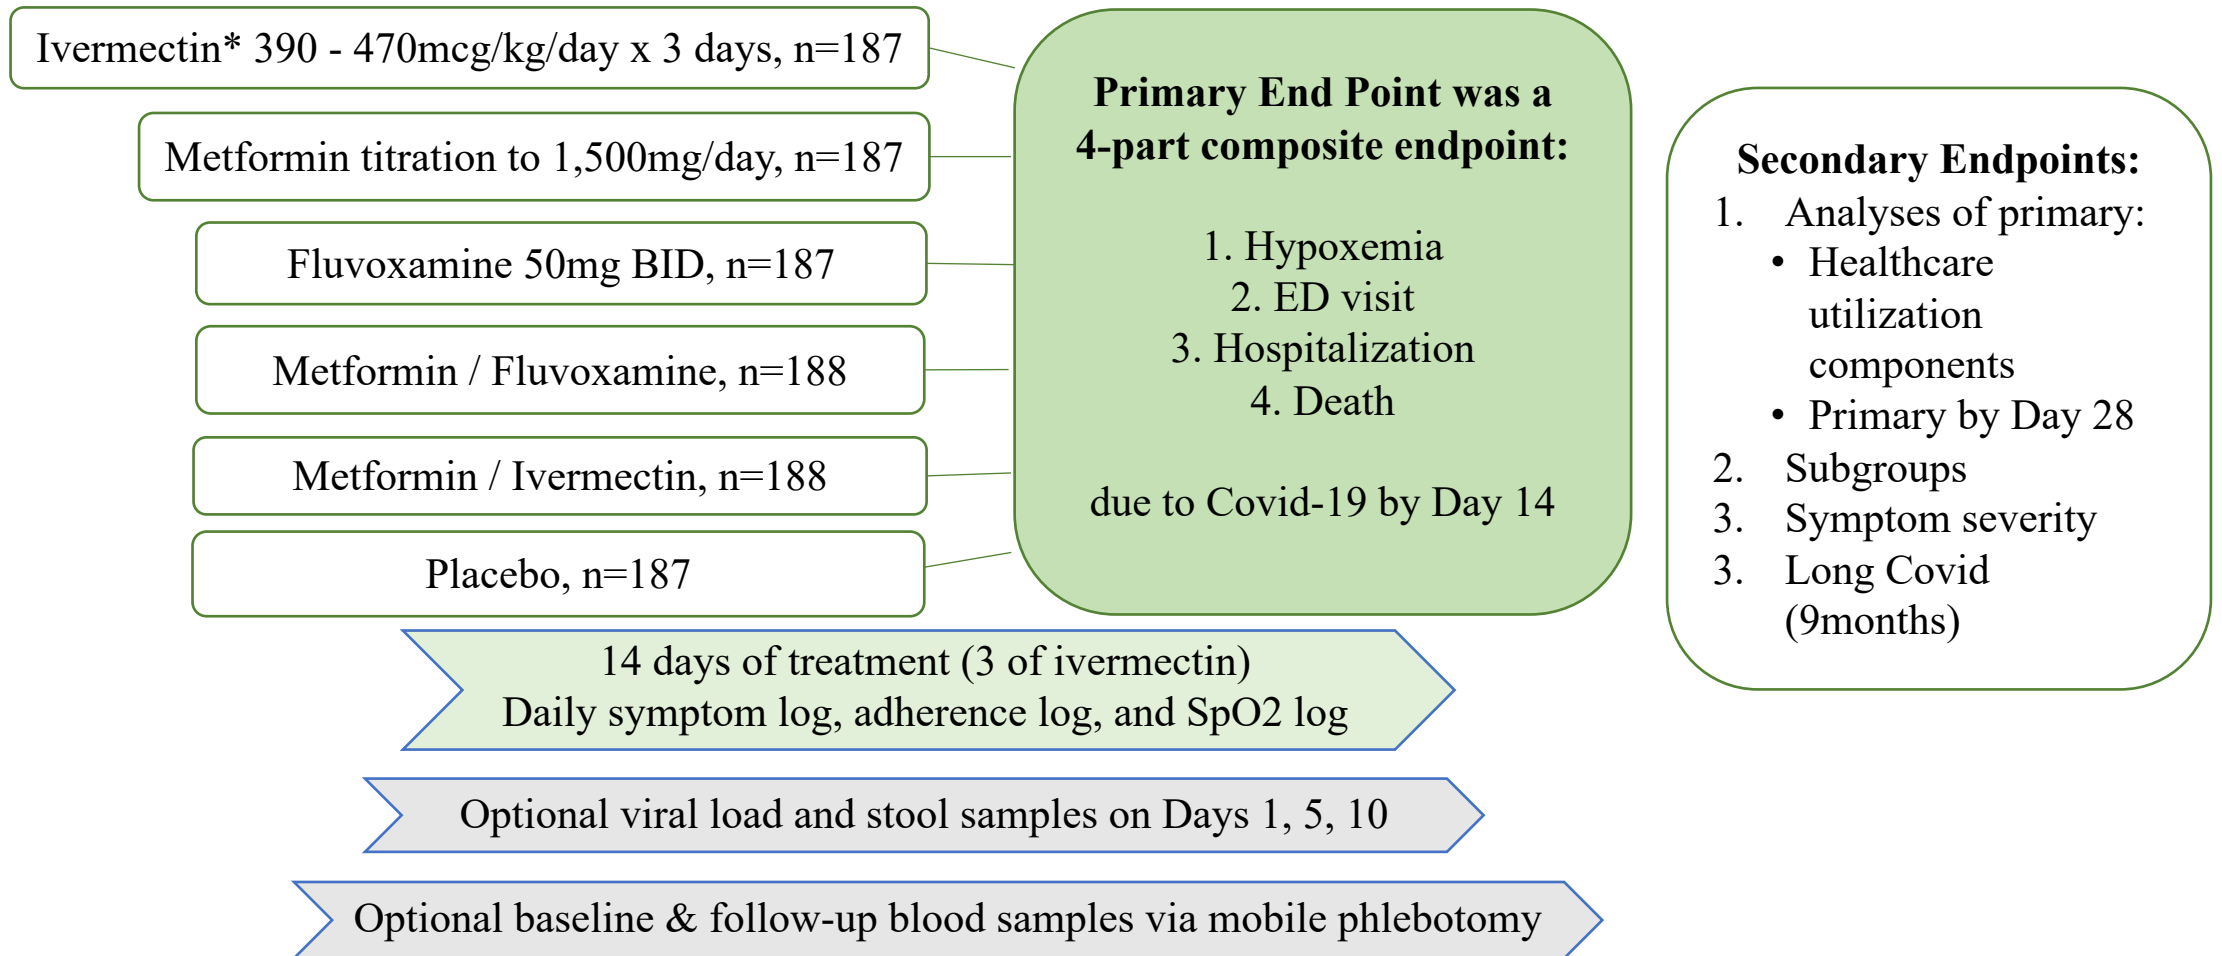 Ivermectin* 390 - 470mcg/kg/day x 3 days, n=187
Metformin titration to 1,500mg/day, n=187
Fluvoxamine 50mg BID, n=187
Metformin / Fluvoxamine, n=188
Metformin / Ivermectin, n=188
Placebo, n=187
Primary End Point was a
4-part composite endpoint:
1. Hypoxemia
2. ED visit
3. Hospitalization
4. Death
due to Covid-19 by Day 14
Secondary Endpoints:
1. Analyses of primary:
• Healthcare
utilization
components
• Primary by Day 28
2. Subgroups
3. Symptom severity
3. Long Covid
(9months)
14 days of treatment (3 of ivermectin)
Daily symptom log, adherence log, and SpO2 log
Optional viral load and stool samples on Days 1, 5, 10
Optional baseline & follow-up blood samples via mobile phlebotomy